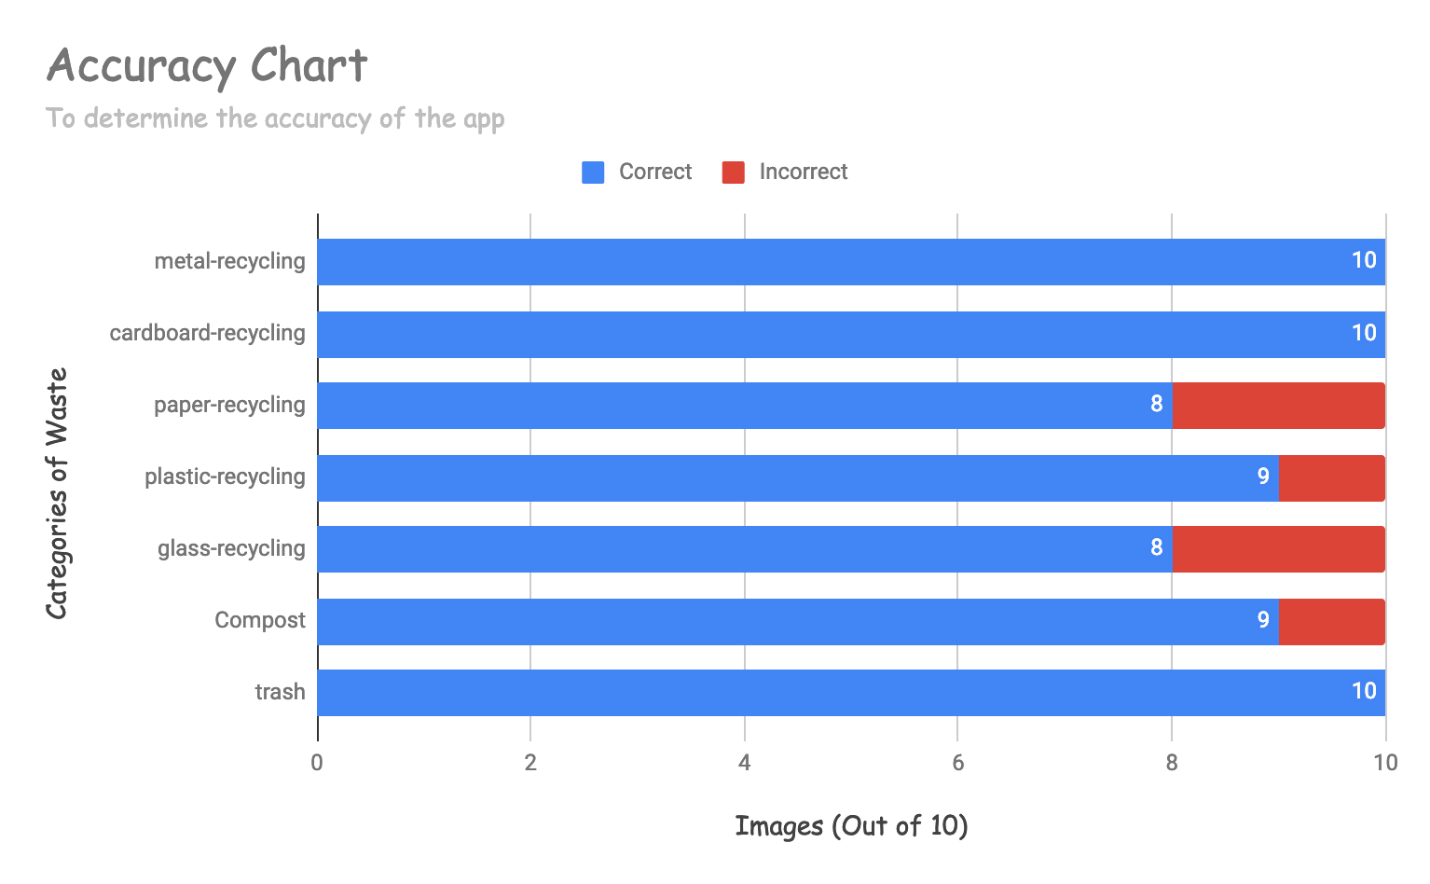 Accuracy Chart
To determine the accuracy of the app
Correct Incorrect
Categories of Waste
metal-recycling 10
cardboard-recycling 10
paper-recycling 8
plastic-recycling 9
glass-recycling 8
Compost 9
trash 10
0 2 4 6 8 10
Images (Out of 10)